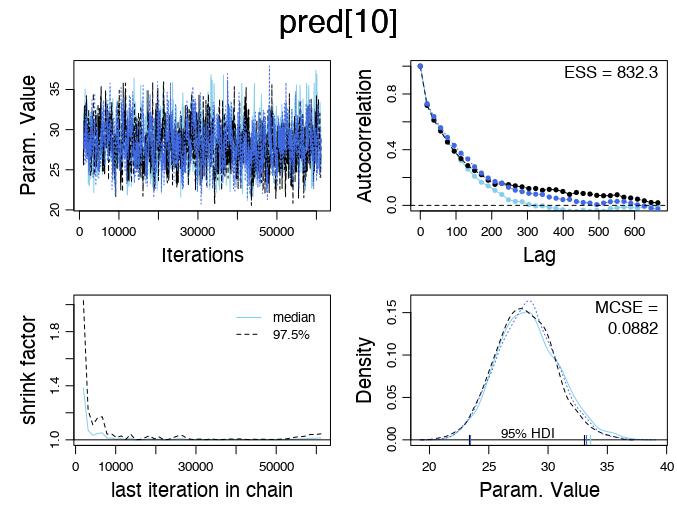 pred[10]
Param. Value
20 25 30 35
0 10000 30000 50000
Iterations
Autocorrelation
0.0 0.4 0.8
ESS = 832.3
0 100 200 300 400 500 600
Lag
shrink factor
1.0 1.4 1.8
median
97.5%
0 10000 30000 50000
last iteration in chain
Density
0.00 0.05 0.10 0.15
MCSE =
0.0882
95% HDI
20 25 30 35 40
Param. Value